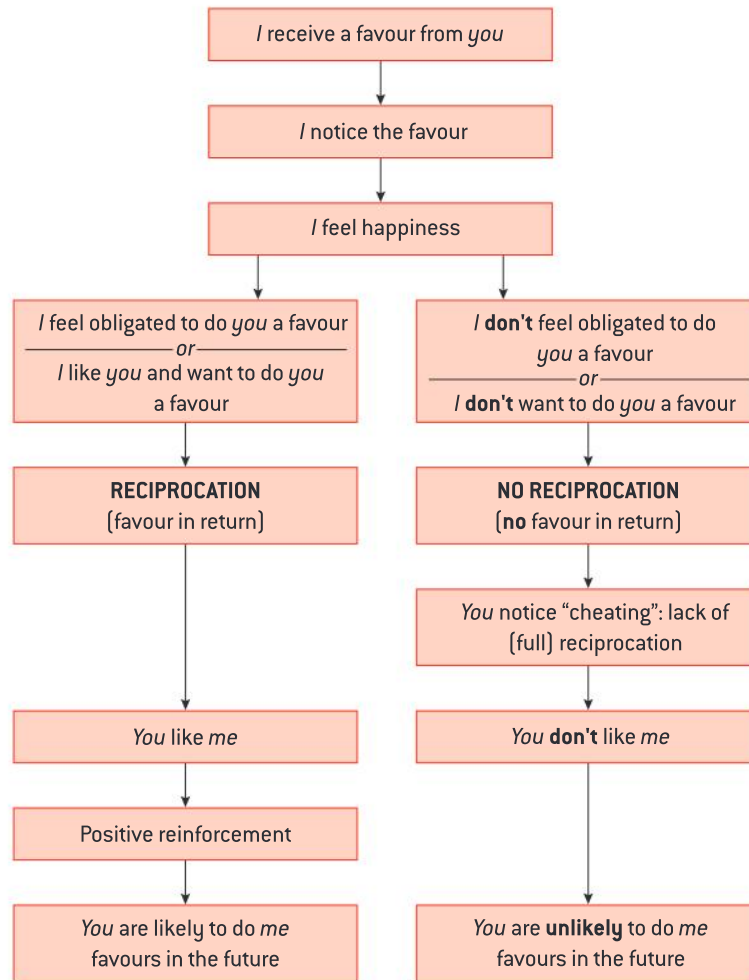 I receive a favour from you
I notice the favour
I feel happiness
I feel obligated to do you a favour
or
I like you and want to do you
a favour
I don't feel obligated to do
you a favour
or
I don't want to do you a favour
RECIPROCATION
(favour in return)
NO RECIPROCATION
(no favour in return)
You notice “cheating”: lack of
(full) reciprocation
You like me
You don't like me
Positive reinforcement
You are likely to do me
favours in the future
You are unlikely to do me
favours in the future